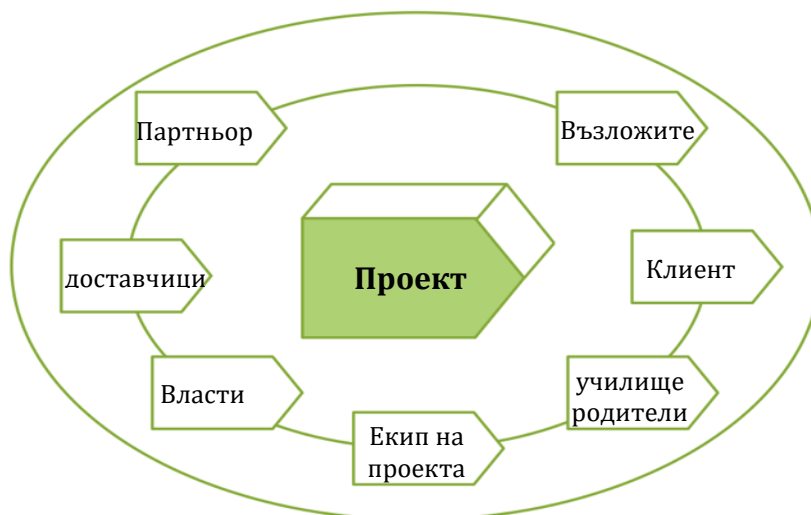 Партньор
Възложите
Проект
доставчици
Клиент
Власти
училище
родители
Екип на
проекта